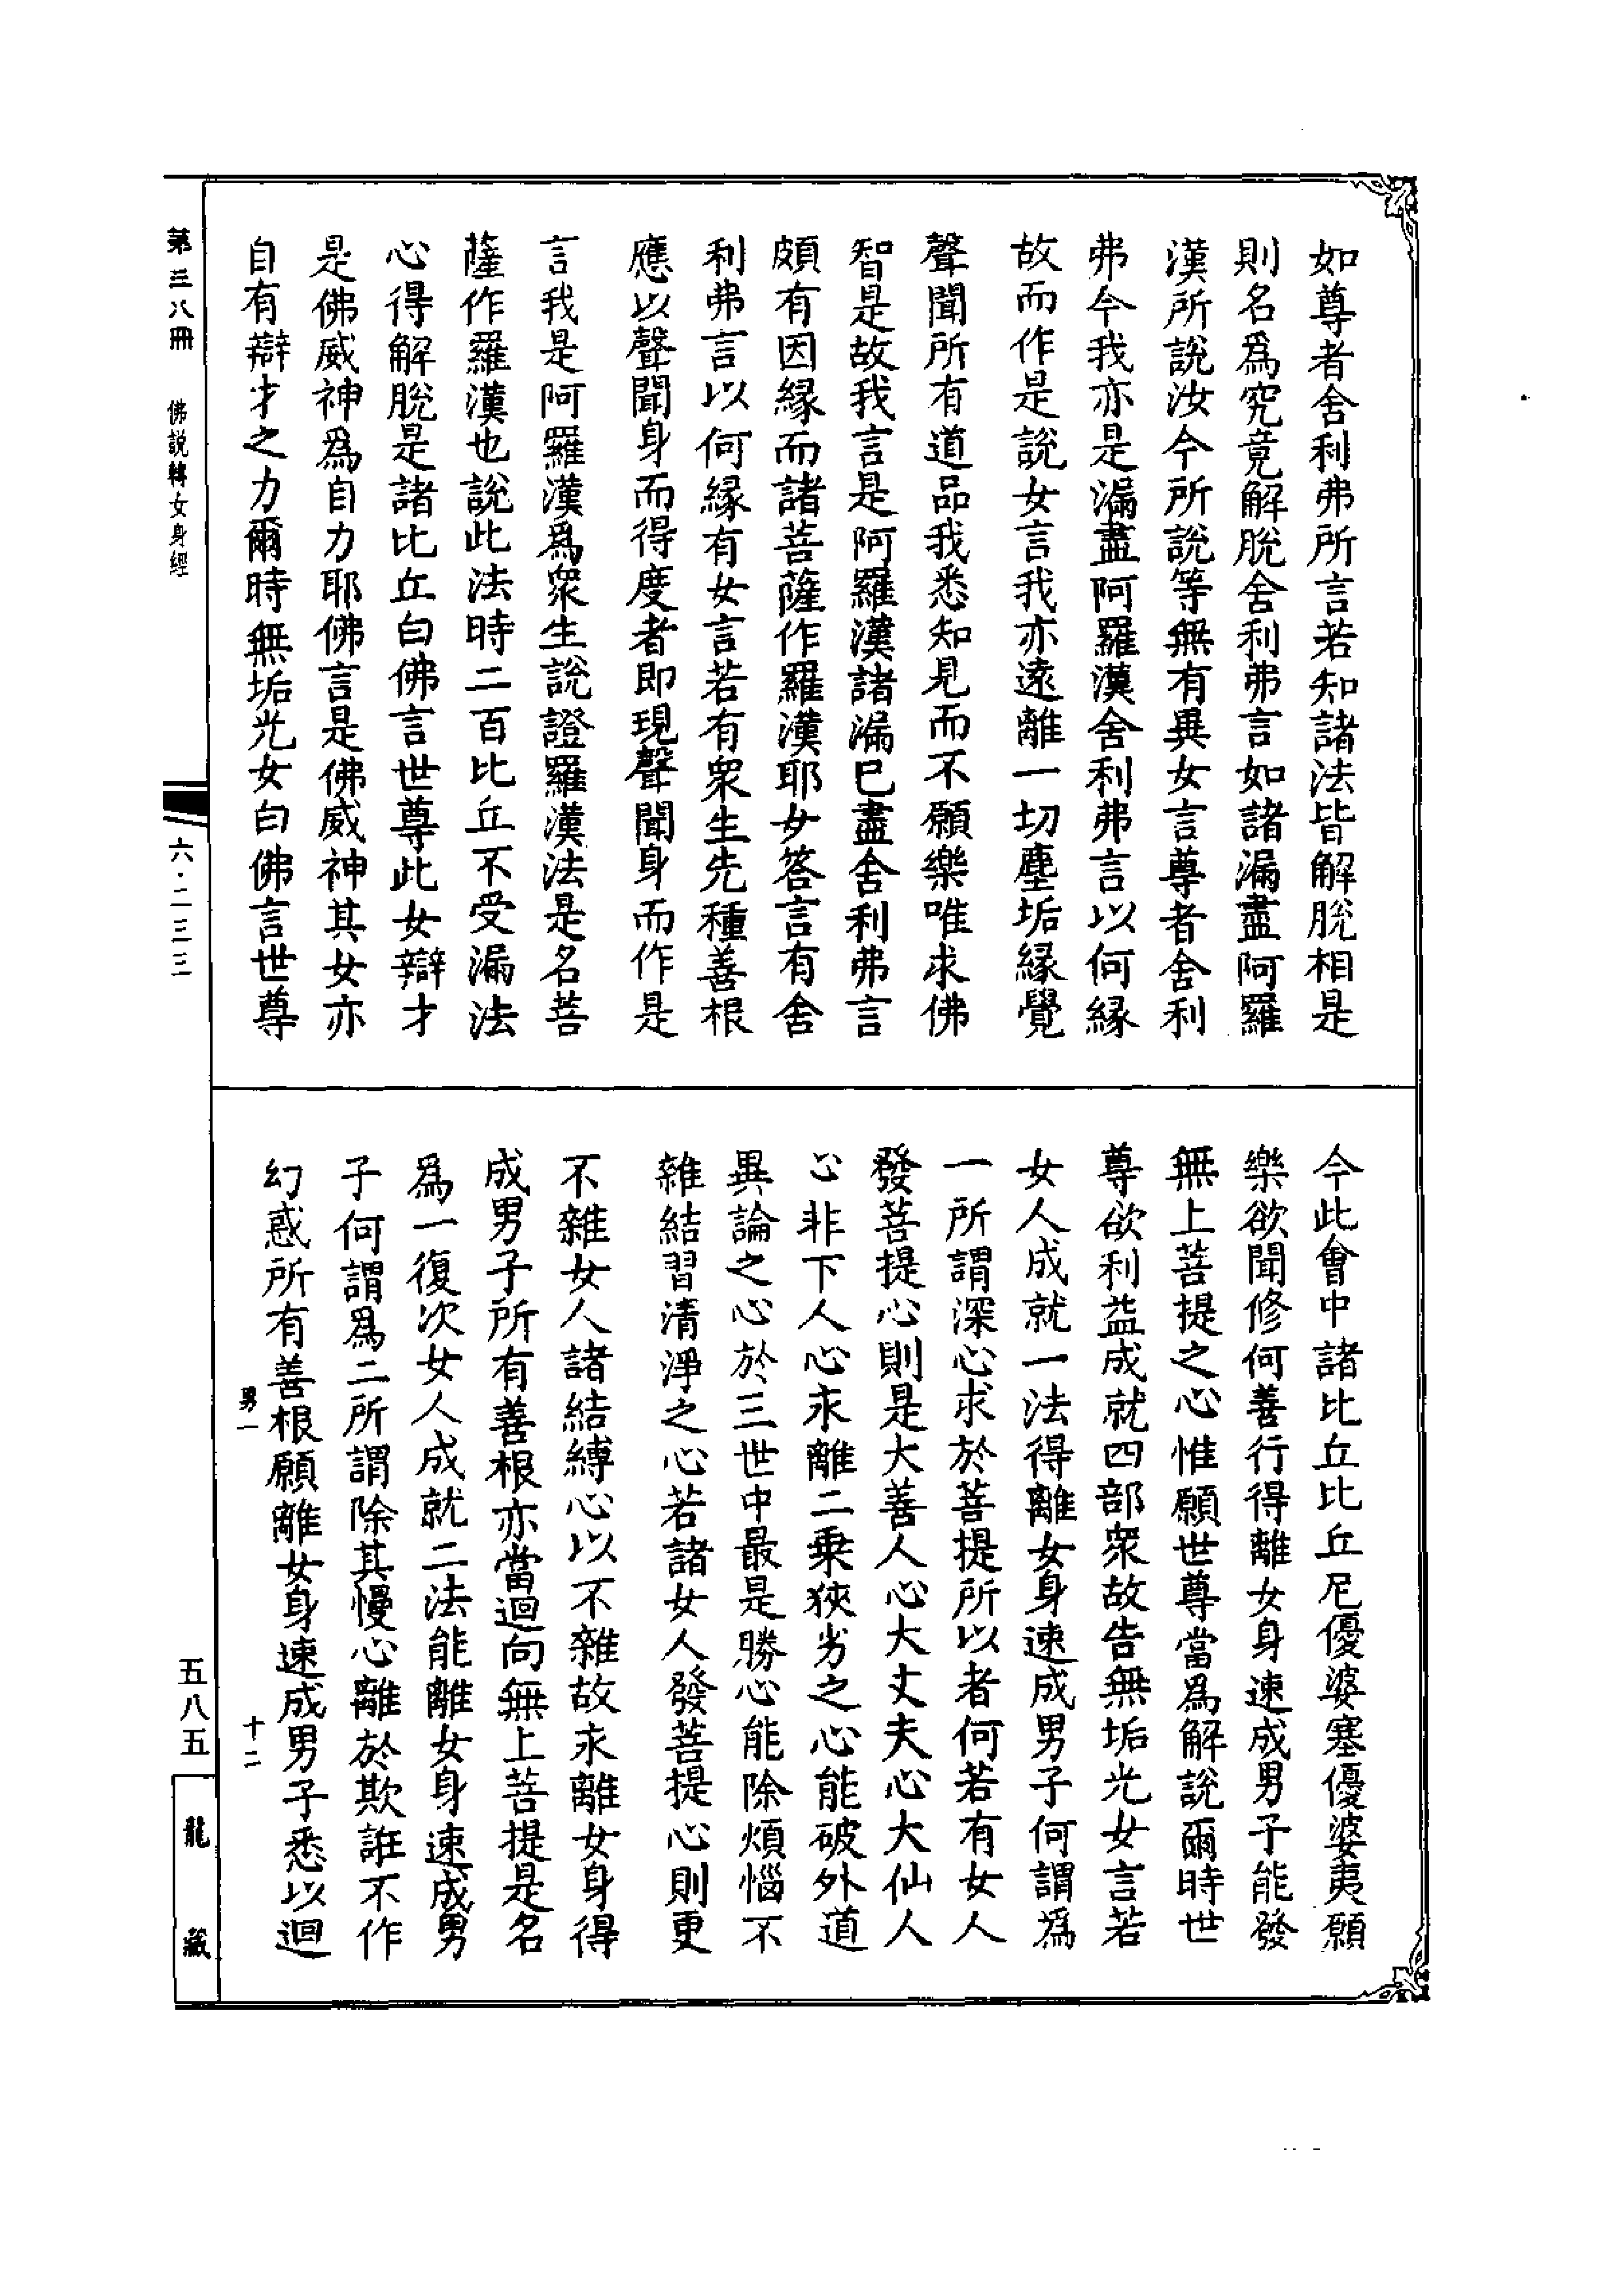 如尊者舍利弗所言若知諸法皆解脫相是
則名爲究竟解脫舍利弗言如諸漏盡阿羅
漢所說汝今所說等無有異女言尊者舍利
弗今我亦是漏盡阿羅漢舍利弗言以何緣
故而作是說女言我亦遠離一切塵垢緣覺
聲聞所有道品我悉知見而不願樂唯求佛
智是故我言是阿羅漢諸漏已盡舍利弗言
頗有因緣而諸菩薩作羅漢耶女答言有舍
利弗言以何緣有女言若有衆生先種善根
應以聲聞身而得度者即現聲聞身而作是
言我是阿羅漢爲衆生說證羅漢法是名菩
薩作羅漢也說此法時二百比丘不受漏法
心得解脫是諸比丘白佛言世尊此女辯才
是佛威神爲自力耶佛言是佛威神其女亦
自有辯才之力爾時無垢光女白佛言世尊
今此會中諸比丘比丘尼優婆塞優婆夷願
樂欲聞修何善行得離女身速成男子能發
無上菩提之心惟願世尊當爲解說爾時世
尊欲利益成就四部衆故告無垢光女言若
女人成就一法得離女身速成男子何謂爲
一所謂深心求於菩提所以者何若有女人
發菩提心則是大善人心大丈夫心大仙人
心非下人心永離二乘狹劣之心能破外道
異論之心於三世中最是勝心能除煩惱不
雜結習清淨之心若諸女人發菩提心則更
不雜女人諸結縛心以不雜故永離女身得
成男子所有善根亦當迴向無上菩提是名
爲一復次女人成就二法能離女身速成男
子何謂爲二所謂除其慢心離於欺誑不作
幻惑所有善根願離女身速成男子悉以迴
男一 十二
第三八冊 佛説轉女身經 六·二三三 五八五 龍藏